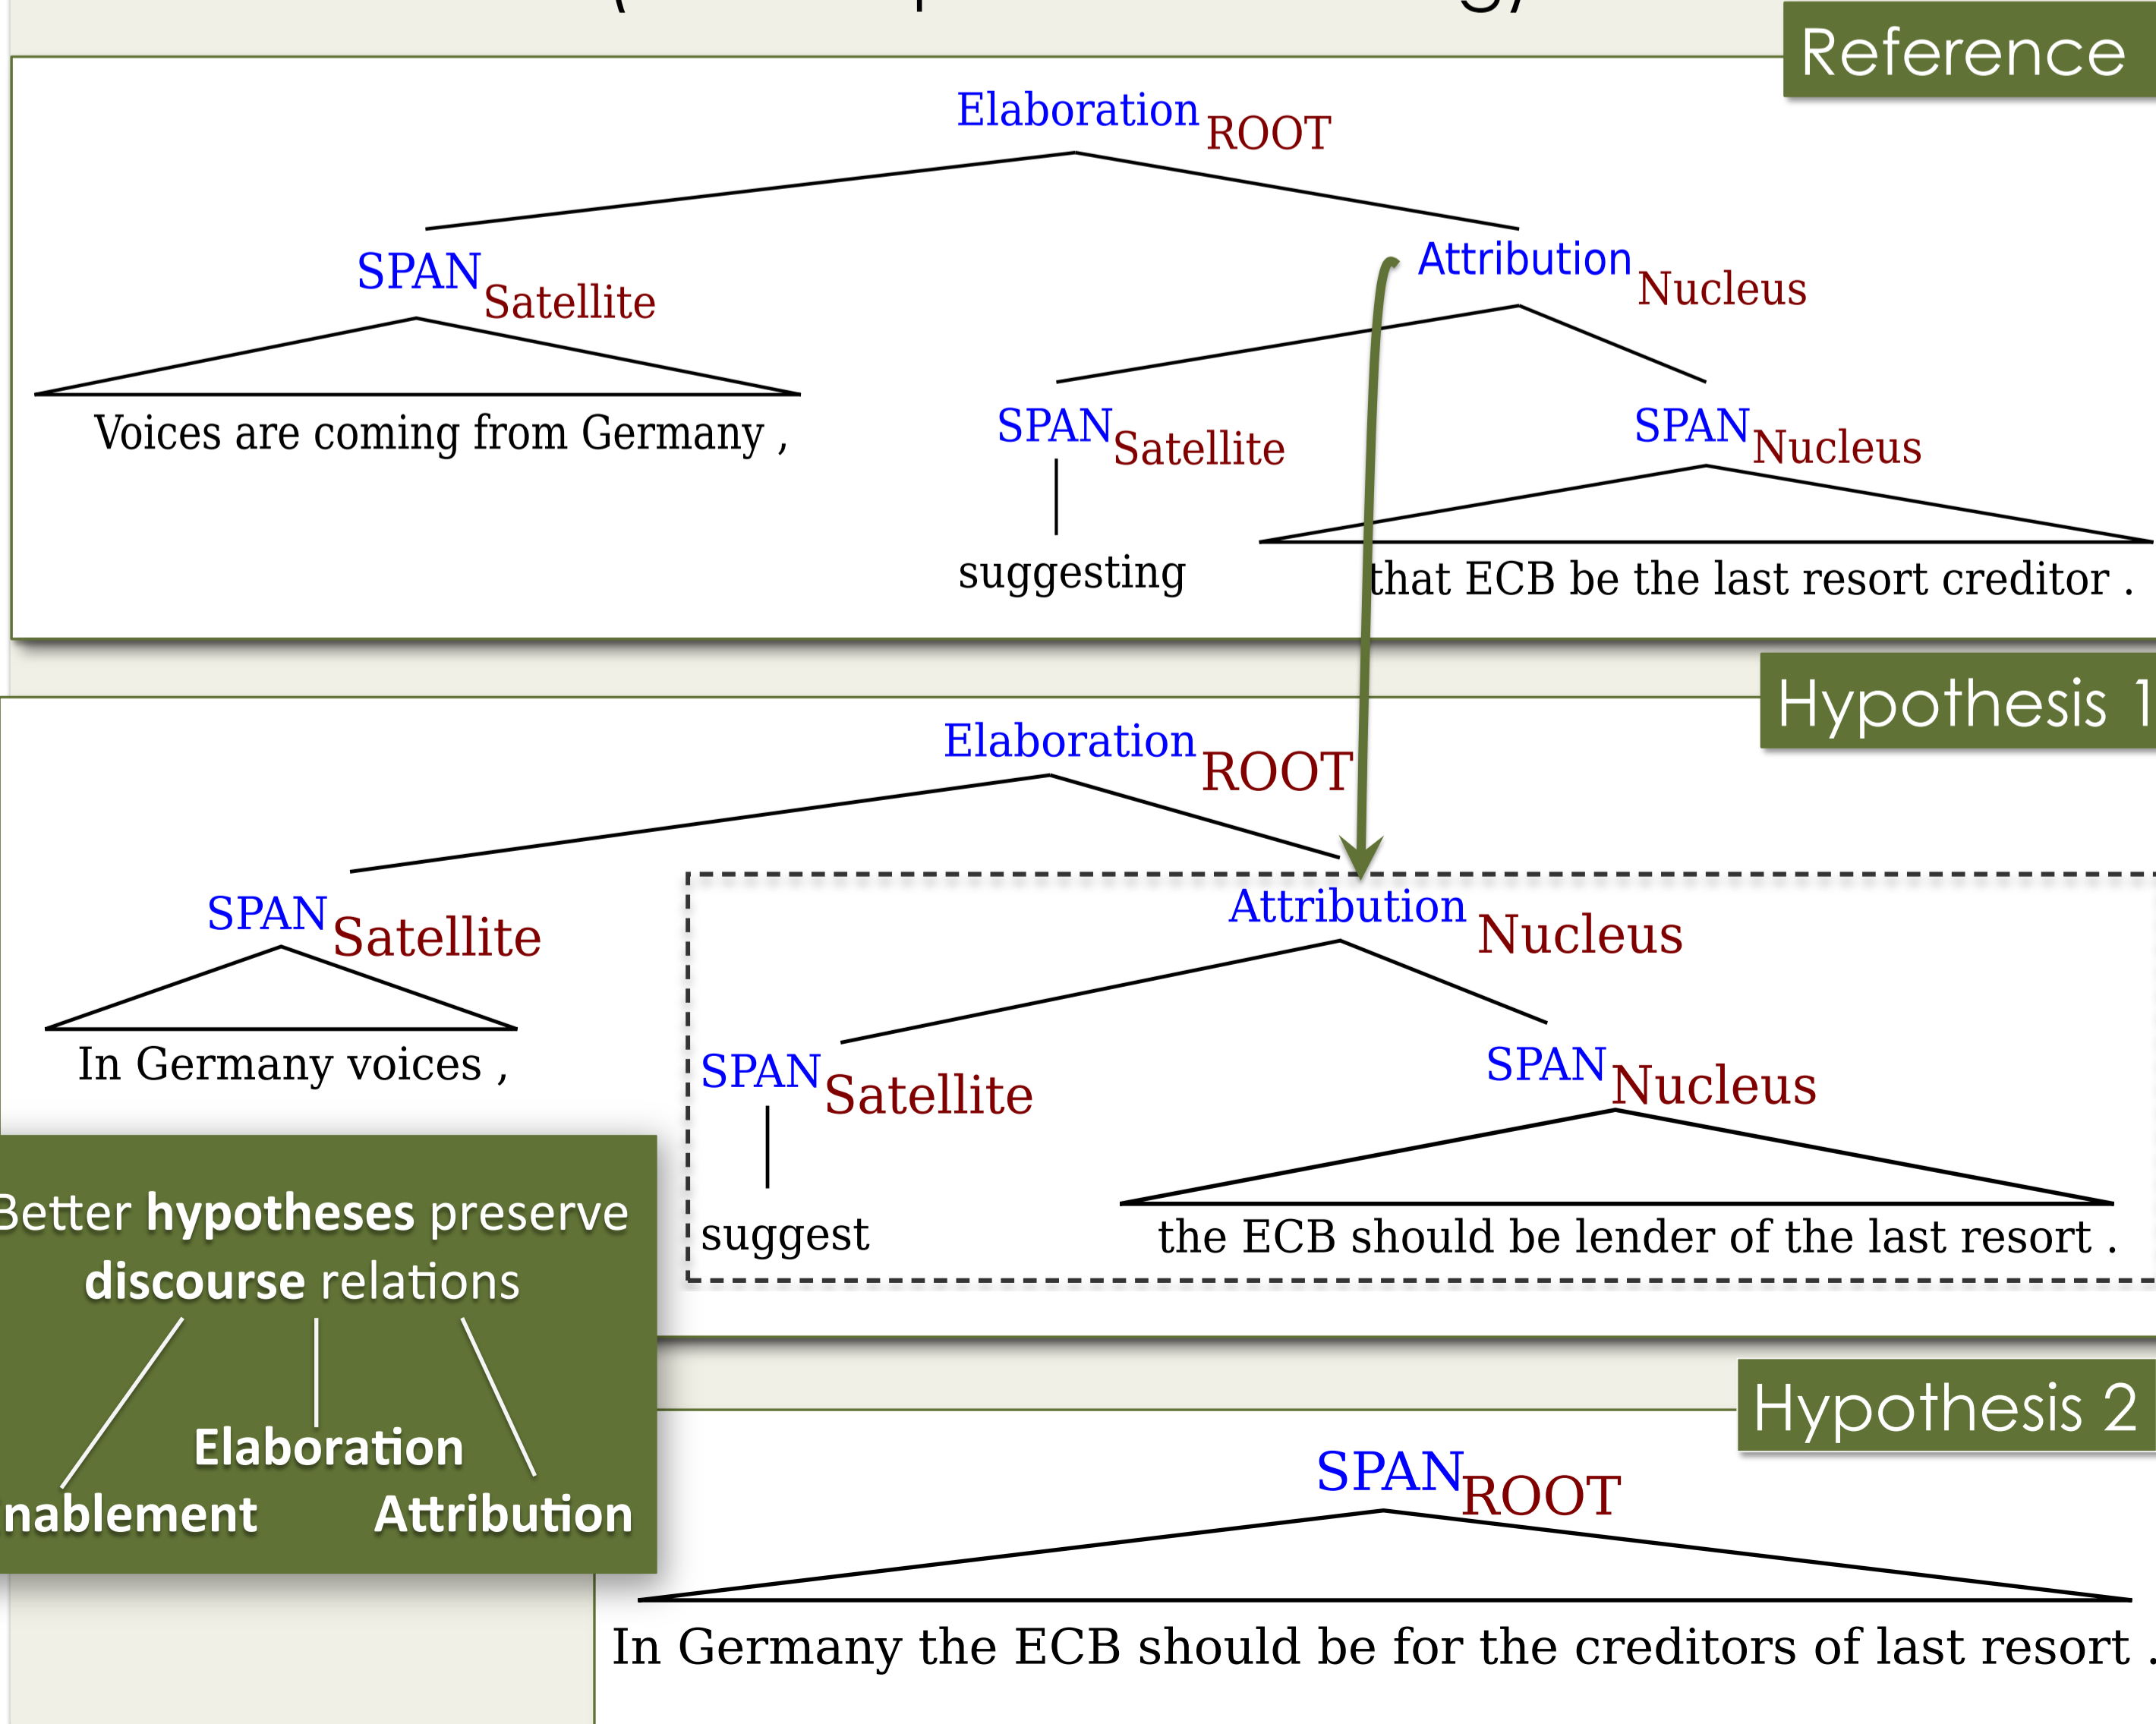 Reference
Elaboration ROOT
SPAN Satellite
Attribution Nucleus
Voices are coming from Germany ,
SPAN Satellite
SPAN Nucleus
suggesting
that ECB be the last resort creditor .
Hypothesis 1
Elaboration ROOT
SPAN Satellite
Attribution Nucleus
In Germany voices ,
SPAN Satellite
SPAN Nucleus
suggest
the ECB should be lender of the last resort .
Better hypotheses preserve
discourse relations
Elaboration
nablement Attribution
Hypothesis 2
SPAN ROOT
In Germany the ECB should be for the creditors of last resort .